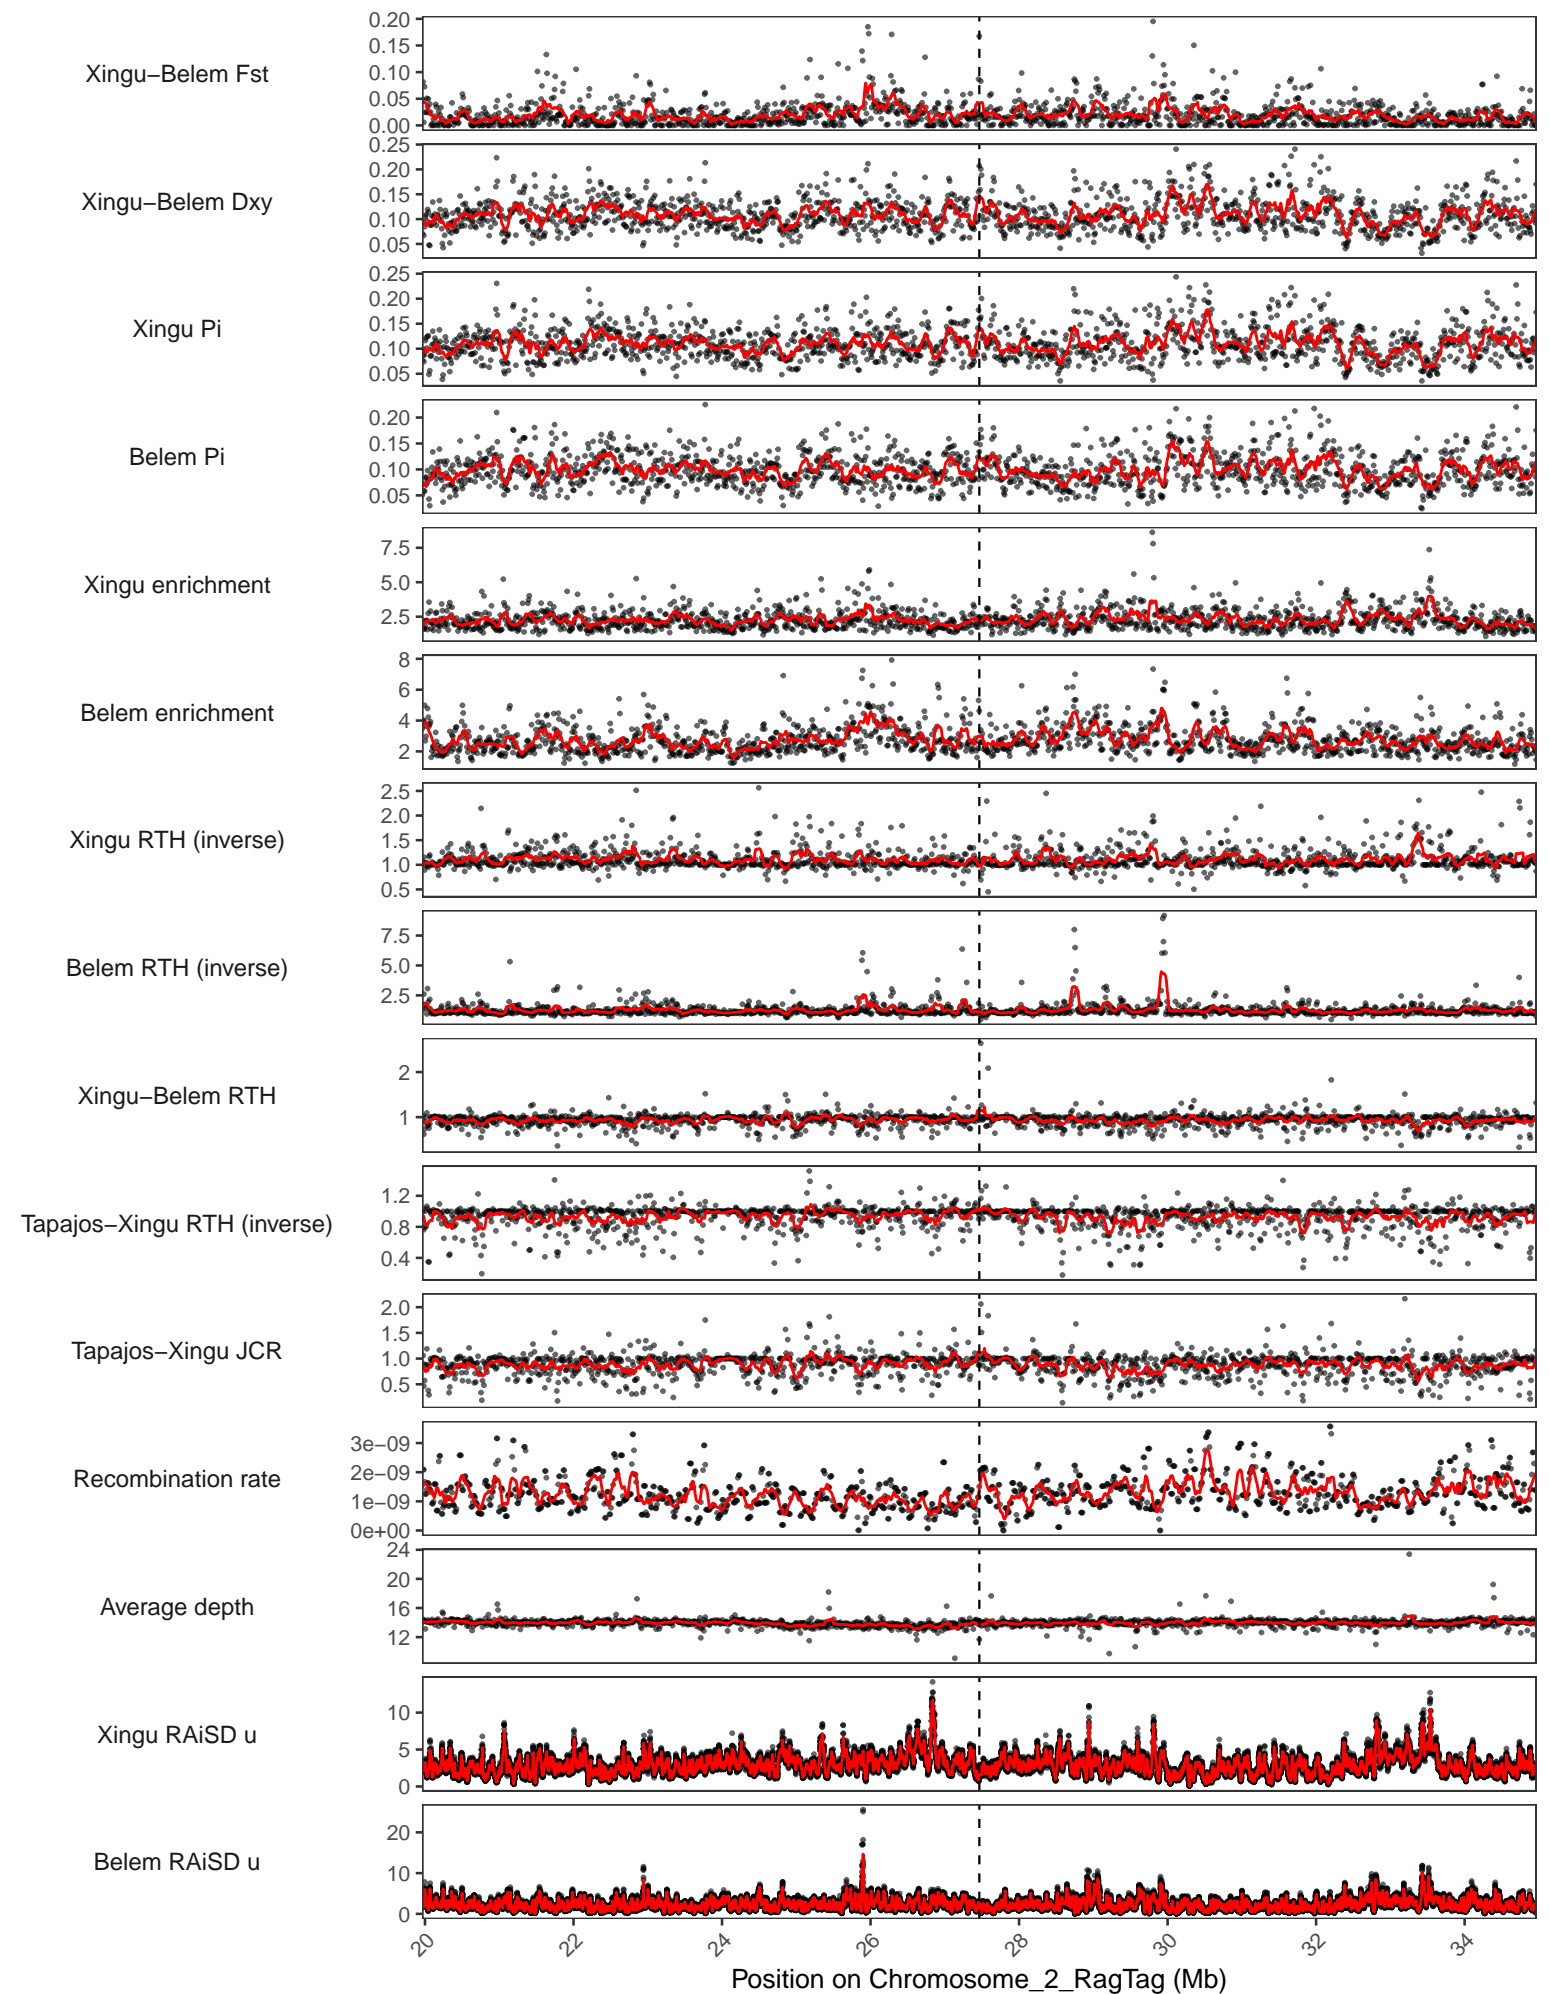 Xingu−Belem Fst
0.20
0.15
0.10
0.05
0.00
Xingu−Belem Dxy
0.25
0.20
0.15
0.10
0.05
Xingu Pi
0.25
0.20
0.15
0.10
0.05
Belem Pi
0.20
0.15
0.10
0.05
Xingu enrichment
7.5
5.0
2.5
Belem enrichment
8
6
4
2
Xingu RTH (inverse)
2.5
2.0
1.5
1.0
0.5
Belem RTH (inverse)
7.5
5.0
2.5
Xingu−Belem RTH
2
1
Tapajos−Xingu RTH (inverse)
1.2
0.8
0.4
Tapajos−Xingu JCR
2.0
1.5
1.0
0.5
Recombination rate
3e−09
2e−09
1e−09
0e+00
Average depth
24
20
16
12
Xingu RAiSD u
10
5
0
Belem RAiSD u
20
10
0
20 22 24 26 28 30 32 34
Position on Chromosome_2_RagTag (Mb)